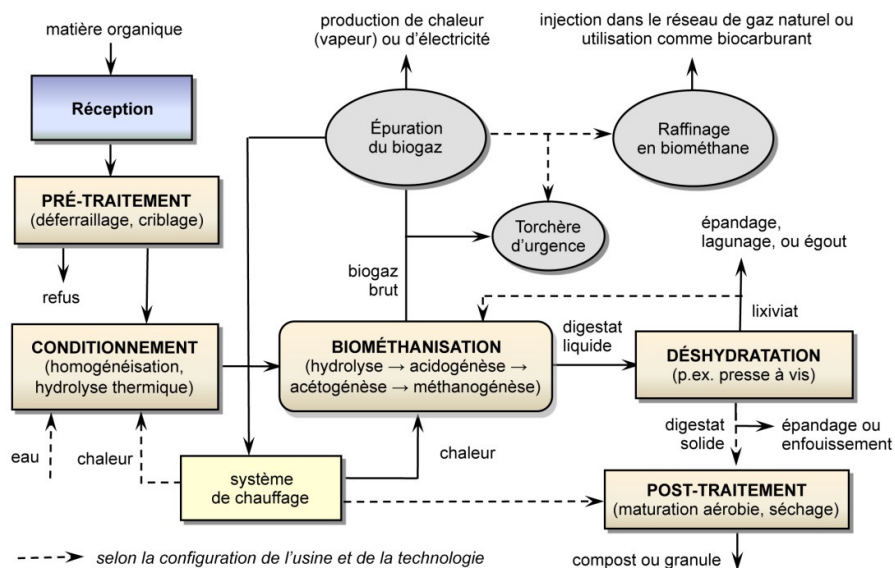 matière organique
Réception
PRÉ-TRAITEMENT
(déferraillage, criblage)
refus
CONDITIONNEMENT
(homogénéisation,
hydrolyse thermique)
eau
chaleur
système
de chauffage
production de chaleur
(vapeur) ou d'électricité
Épuration
du biogaz
injection dans le réseau de gaz naturel ou
utilisation comme biocarburant
Raffinage
en biométhane
Torchère
d'urgence
biogaz
brut
BIOMÉTHANISATION
(hydrolyse → acidogénèse →
acétogénèse → méthanogénèse)
chaleur
digestat
liquide
épandage,
lagunage, ou égout
lixiviat
DÉSHYDRATATION
(p.ex. presse à vis)
digestat
solide
épandage ou
enfouissement
POST-TRAITEMENT
(maturation aérobie, séchage)
compost ou granule
selon la configuration de l'usine et de la technologie